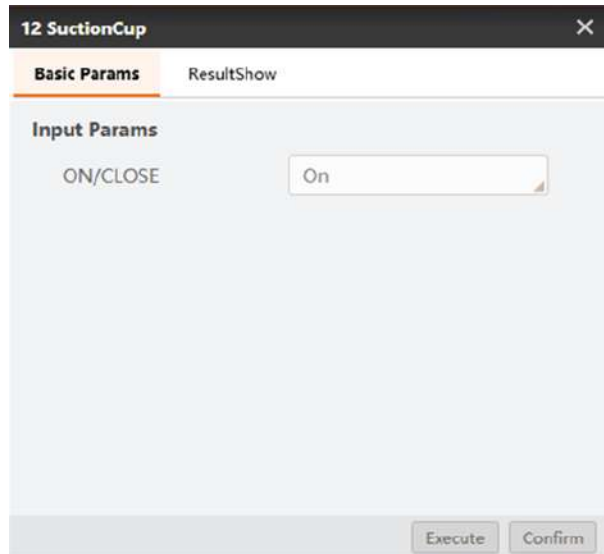 12 SuctionCup
Basic Params ResultShow
Input Params
ON/CLOSE On
Execute Confirm